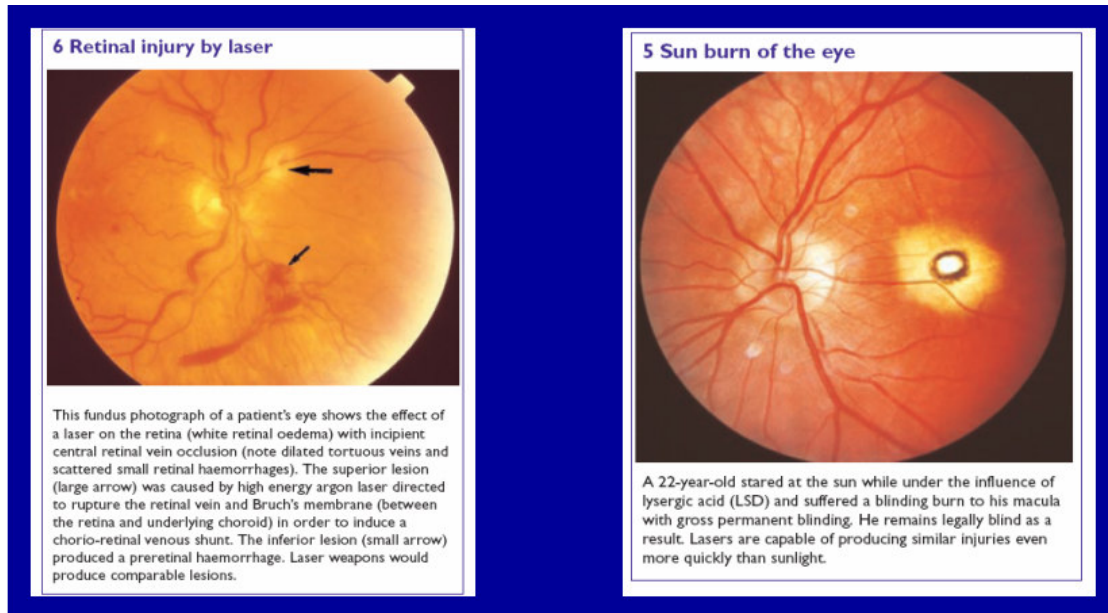 6 Retinal injury by laser
This fundus photograph of a patient's eye shows the effect of
a laser on the retina (white retinal oedema) with incipient
central retinal vein occlusion (note dilated tortuous veins and
scattered small retinal haemorrhages). The superior lesion
(large arrow) was caused by high energy argon laser directed
to rupture the retinal vein and Bruch's membrane (between
the retina and underlying choroid) in order to induce a
chorio-retinal venous shunt. The inferior lesion (small arrow)
produced a preretinal haemorrhage. Laser weapons would
produce comparable lesions.
5 Sun burn of the eye
A 22-year-old stared at the sun while under the influence of
lysergic acid (LSD) and suffered a blinding burn to his macula
with gross permanent blinding. He remains legally blind as a
result. Lasers are capable of producing similar injuries even
more quickly than sunlight.